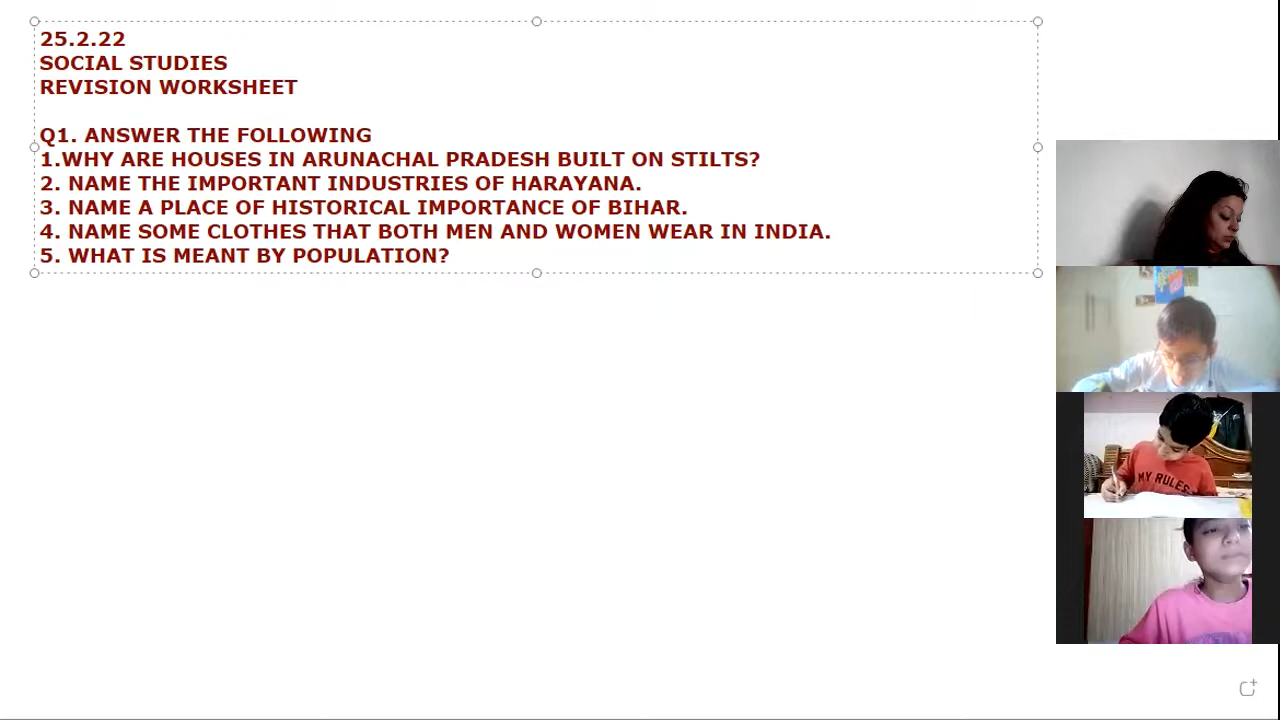 25.2.22
SOCIAL STUDIES
REVISION WORKSHEET
Q1. ANSWER THE FOLLOWING
1.WHY ARE HOUSES IN ARUNACHAL PRADESH BUILT ON STILTS?
2. NAME THE IMPORTANT INDUSTRIES OF HARAYANA.
3. NAME A PLACE OF HISTORICAL IMPORTANCE OF BIHAR.
4. NAME SOME CLOTHES THAT BOTH MEN AND WOMEN WEAR IN INDIA.
5. WHAT IS MEANT BY POPULATION?
MY RULES